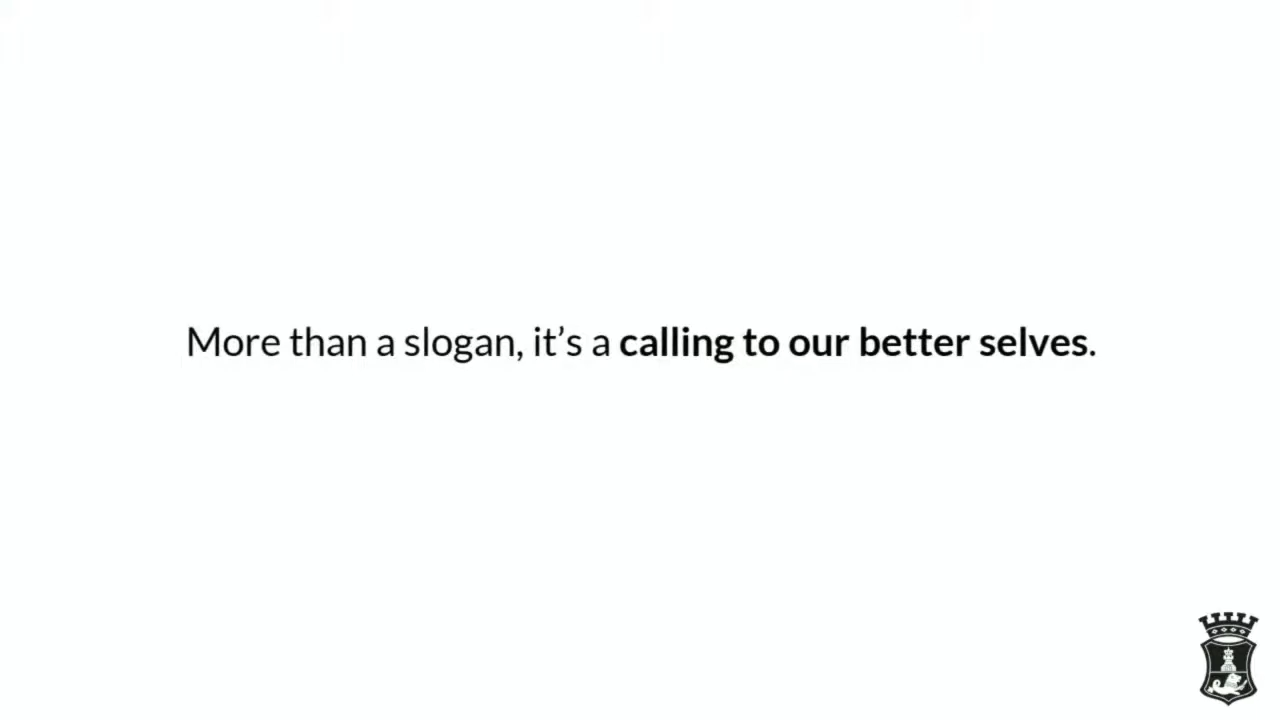 More than a slogan, it’s a calling to our better selves.